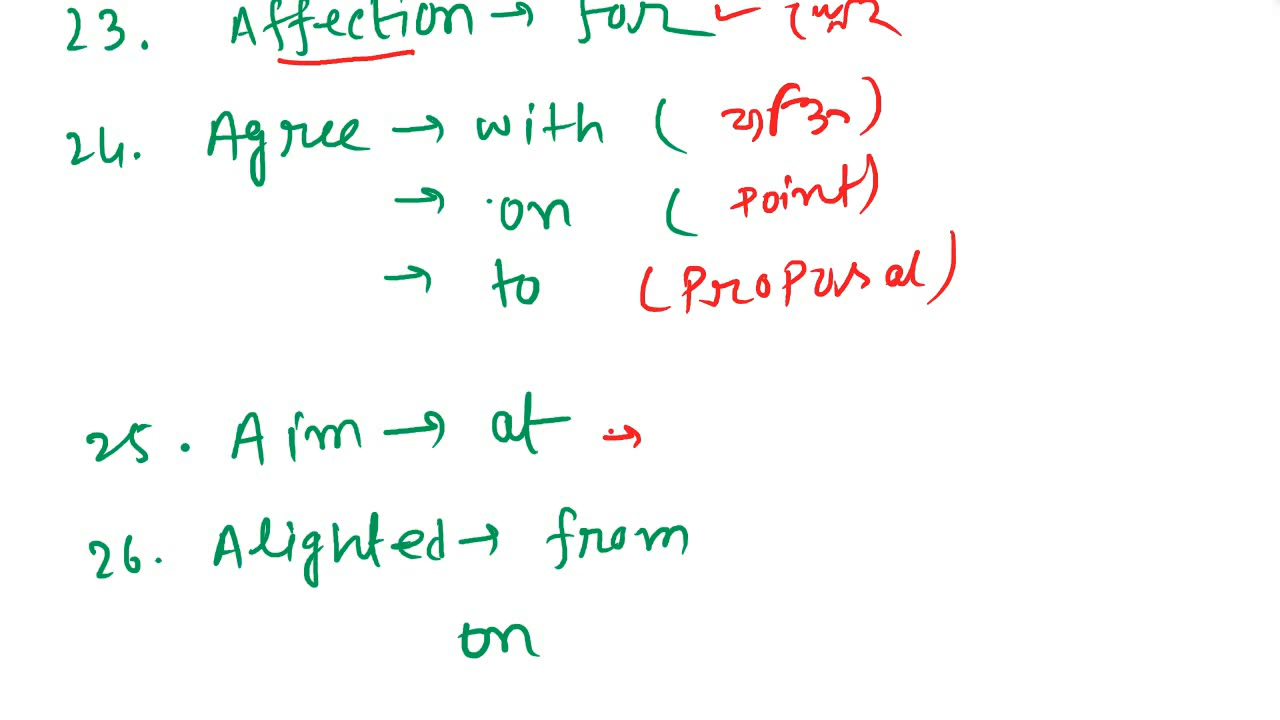 23. Affection → for
24. Agree → with (
→ on (Point)
→ to (Proposal)
25. Aim → at →
26. Alighted → from
on